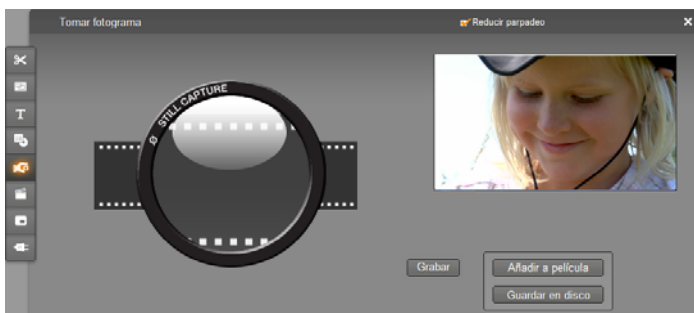 Tomar fotograma
Reducir parpadeo
T
Ø STILL CAPTURE
Grabar
Añadir a película
Guardar en disco